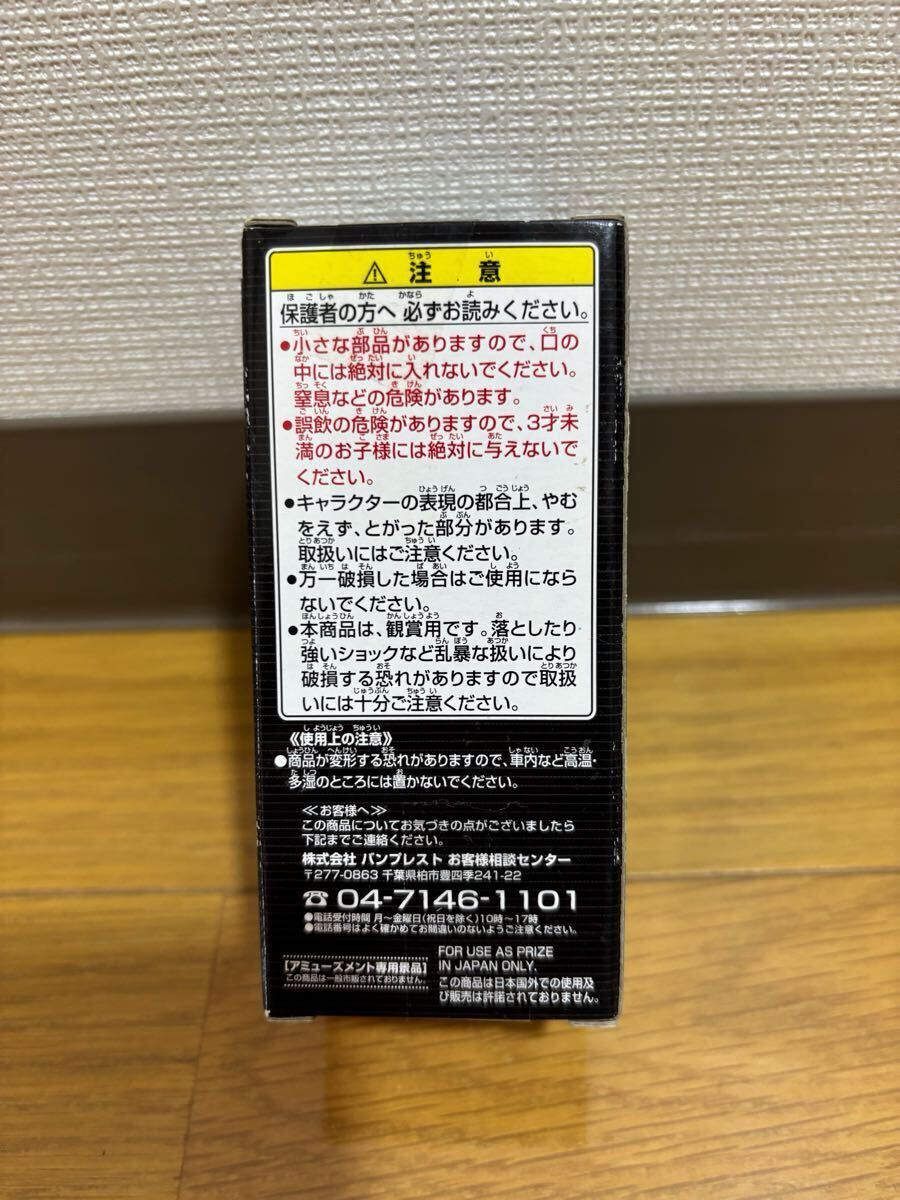 ⚠ 注意
保護者の方へ 必ずお読みください。
●小さな部品がありますので、口の
中には絶対に入れないでください。
窒息などの危険があります。
●誤飲の危険がありますので、3才未
満のお子様には絶対に与えないで
ください。
●キャラクターの表現の都合上、やむ
をえず、とがった部分があります。
取扱いにはご注意ください。
●万一破損した場合はご使用になら
ないでください。
●本商品は、観賞用です。落としたり
強いショックなど乱暴な扱いにより
破損する恐れがありますので取扱
いには十分ご注意ください。
《使用上の注意》
●商品が変形する恐れがありますので、車内など高温・
多湿のところには置かないでください。
≪お客様へ≫
この商品についてお気づきの点がございましたら
下記までご連絡ください。
株式会社 バンプレスト お客様相談センター
〒277-0863 千葉県柏市豊四季241-22
☎ 04-7146-1101
●電話受付時間 月～金曜日(祝日を除く)10時～17時
●電話番号はよく確かめてお間違いのないようご注意ください。
[アミューズメント専用景品]
この商品は一般市販されておりません。
FOR USE AS PRIZE
IN JAPAN ONLY.
この商品は日本国外での使用及
び販売は許諾されておりません。